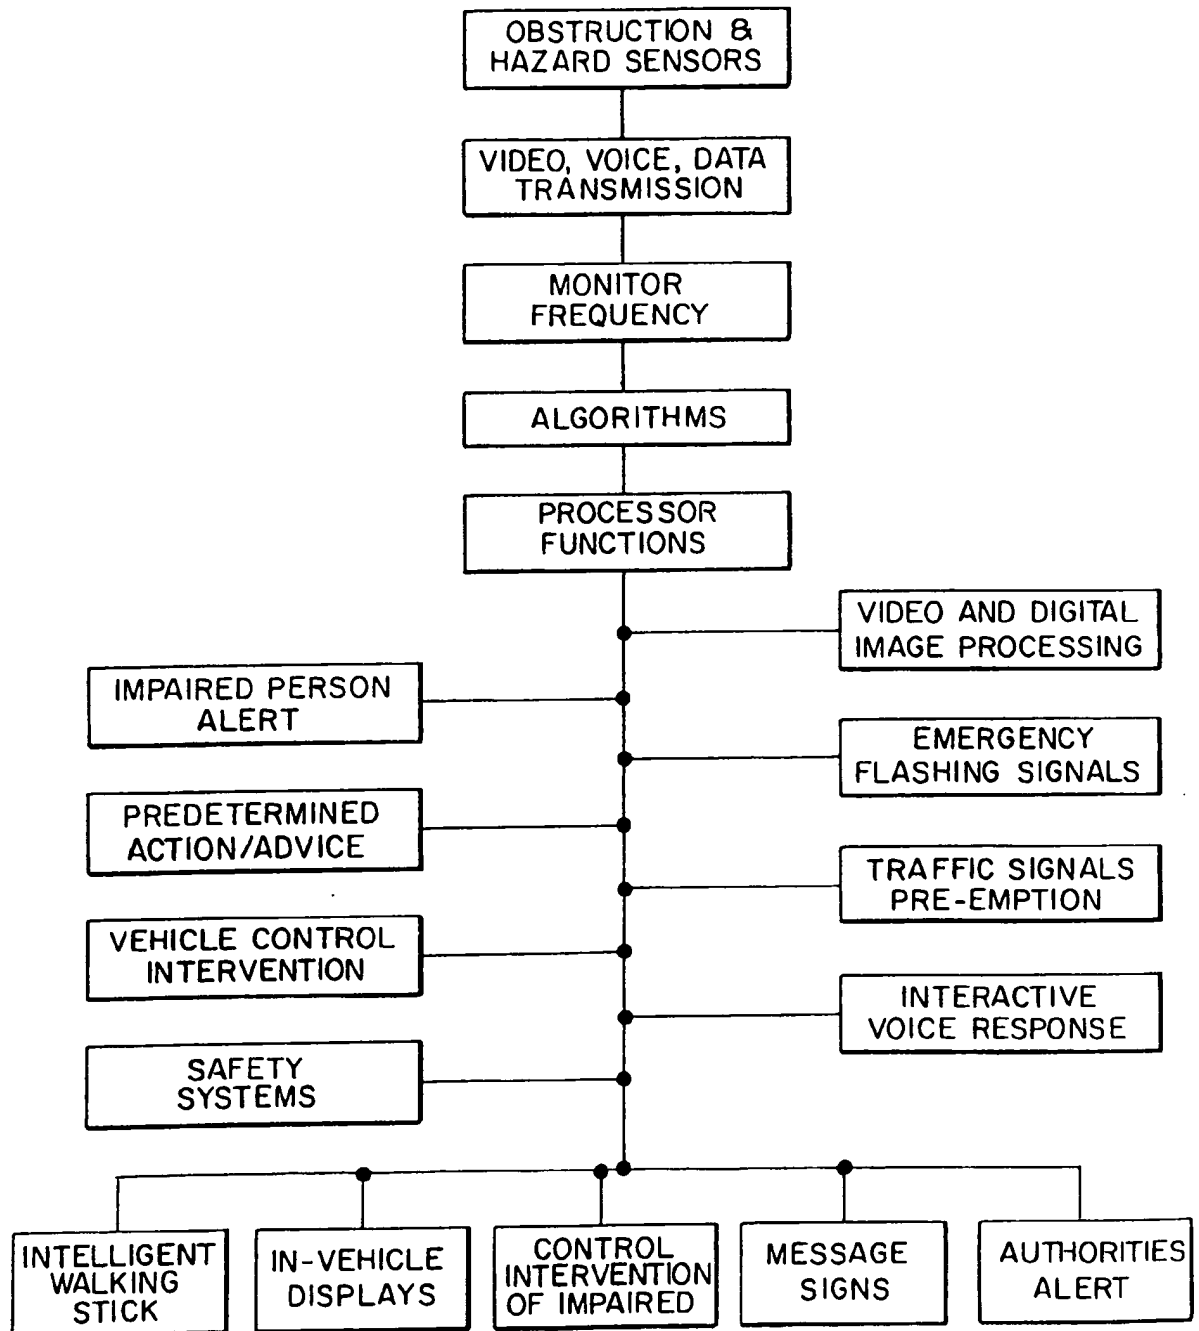 OBSTRUCTION &
HAZARD SENSORS
VIDEO, VOICE, DATA
TRANSMISSION
MONITOR
FREQUENCY
ALGORITHMS
PROCESSOR
FUNCTIONS
VIDEO AND DIGITAL
IMAGE PROCESSING
IMPAIRED PERSON
ALERT
EMERGENCY
FLASHING SIGNALS
PREDETERMINED
ACTION/ADVICE
TRAFFIC SIGNALS
PRE-EMPTION
VEHICLE CONTROL
INTERVENTION
INTERACTIVE
VOICE RESPONSE
SAFETY
SYSTEMS
INTELLIGENT
WALKING
STICK
IN-VEHICLE
DISPLAYS
CONTROL
INTERVENTION
OF IMPAIRED
MESSAGE
SIGNS
AUTHORITIES
ALERT